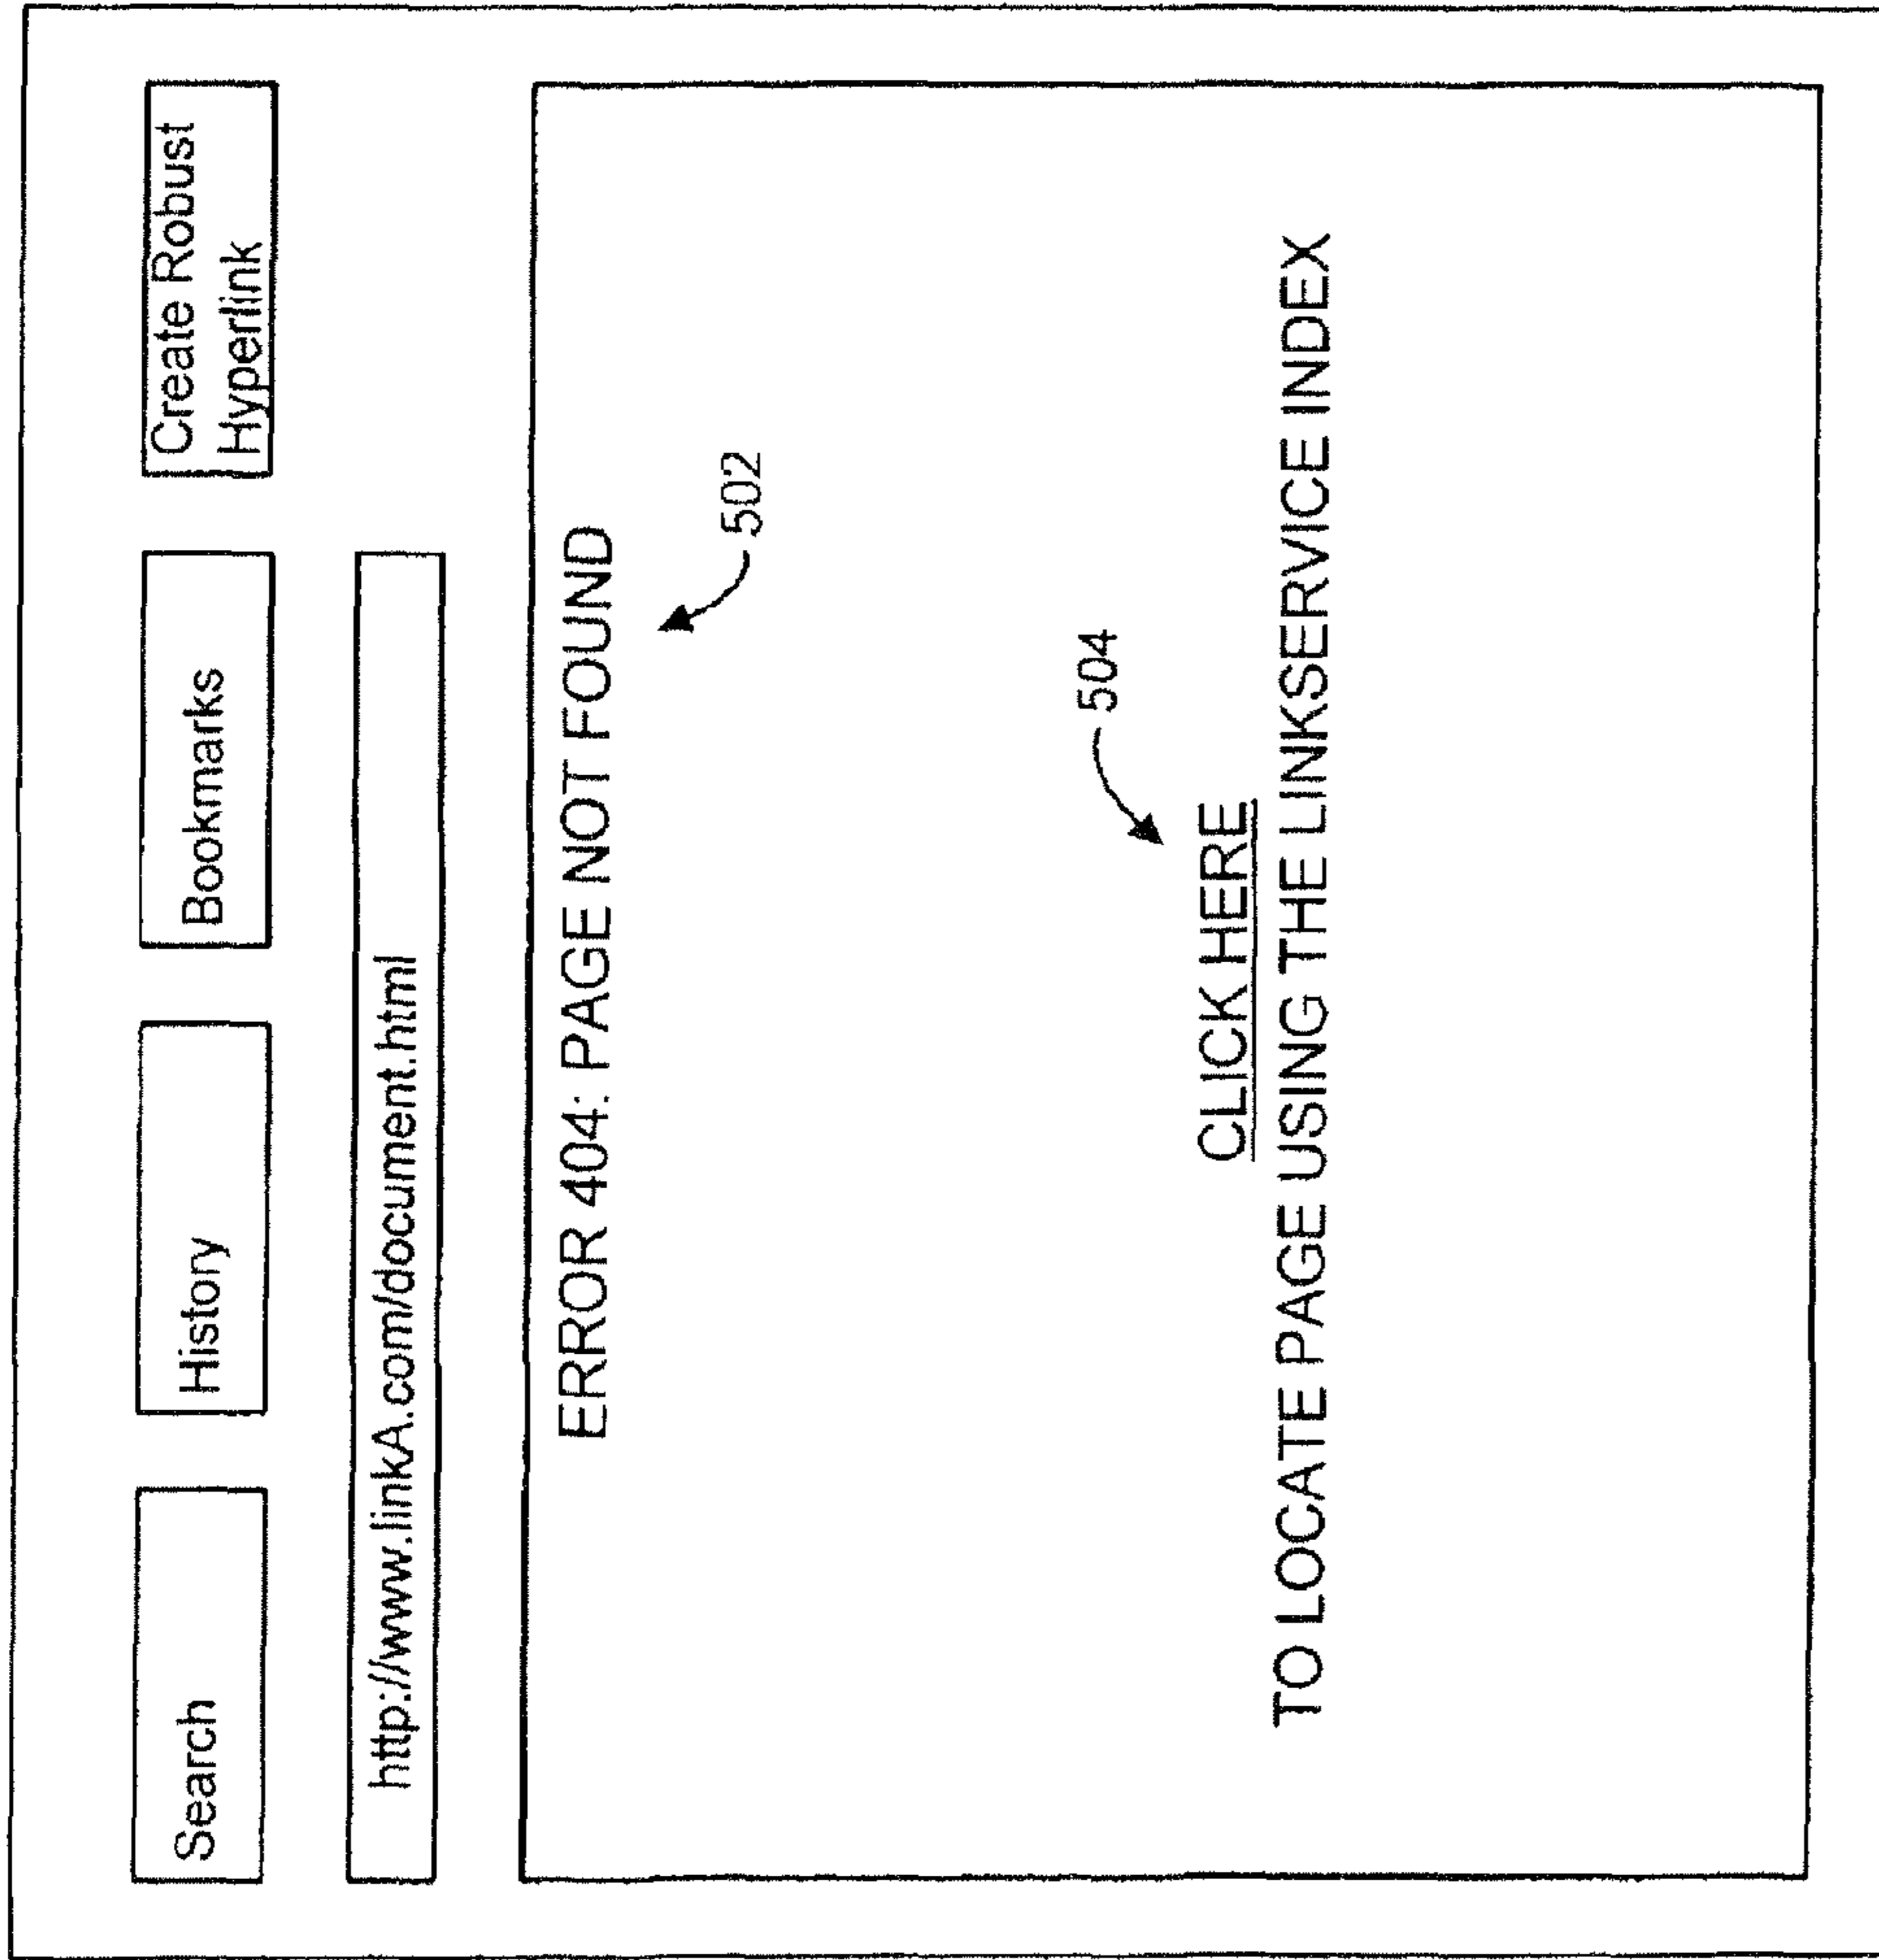 Search
History
Bookmarks
Create Robust
Hyperlink
http://www.linkA.com/document.html
ERROR 404: PAGE NOT FOUND
502
504
CLICK HERE
TO LOCATE PAGE USING THE LINKSERVICE INDEX